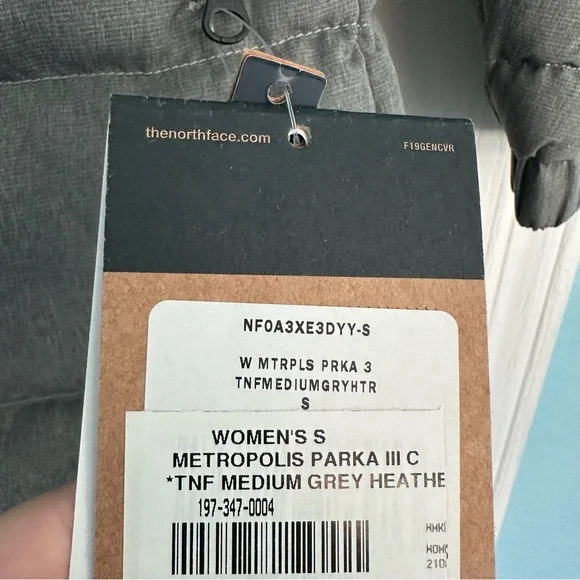 thenorthface.com
F19GENCVR
NF0A3XE3DYY-S
W MTRPLS PRKA 3
TNFMEDIUMGRYHTR
S
WOMEN'S S
METROPOLIS PARKA III C
*TNF MEDIUM GREY HEATHE
197-347-0004